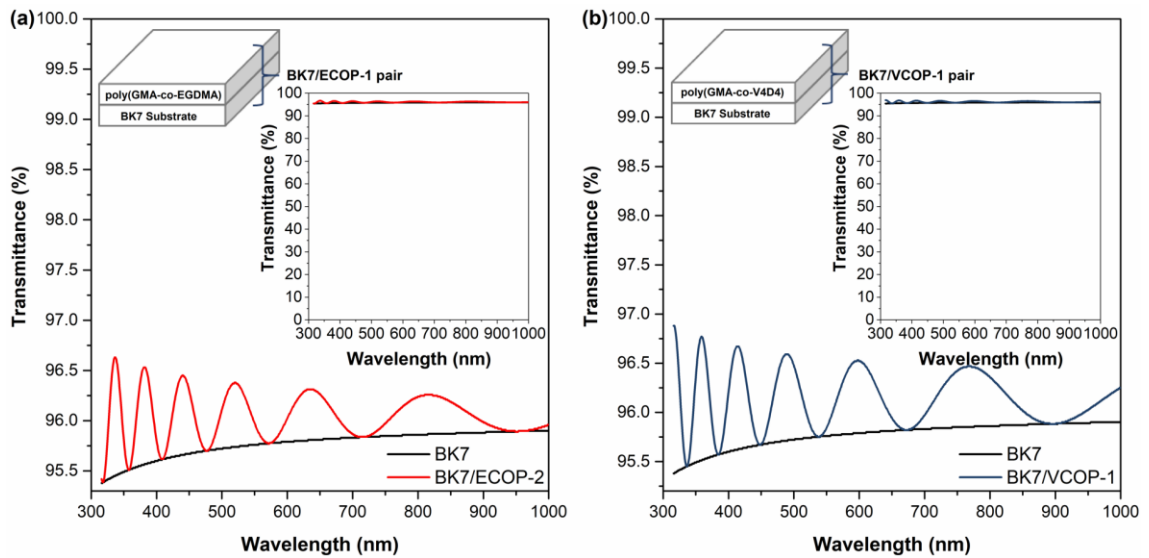 (a)
100.0
99.5
99.0
98.5
98.0
97.5
97.0
96.5
96.0
95.5
Transmittance (%)
300 400 500 600 700 800 900 1000
Wavelength (nm)
poly(GMA-co-EGDMA)
BK7 Substrate
BK7/ECOP-1 pair
100
90
80
70
60
50
40
30
20
10
0
Transmittance (%)
300 400 500 600 700 800 900 1000
Wavelength (nm)
BK7
BK7/ECOP-2
(b)
100.0
99.5
99.0
98.5
98.0
97.5
97.0
96.5
96.0
95.5
Transmittance (%)
300 400 500 600 700 800 900 1000
Wavelength (nm)
poly(GMA-co-V4D4)
BK7 Substrate
BK7/VCOP-1 pair
100
90
80
70
60
50
40
30
20
10
0
Transmittance (%)
300 400 500 600 700 800 900 1000
Wavelength (nm)
BK7
BK7/VCOP-1